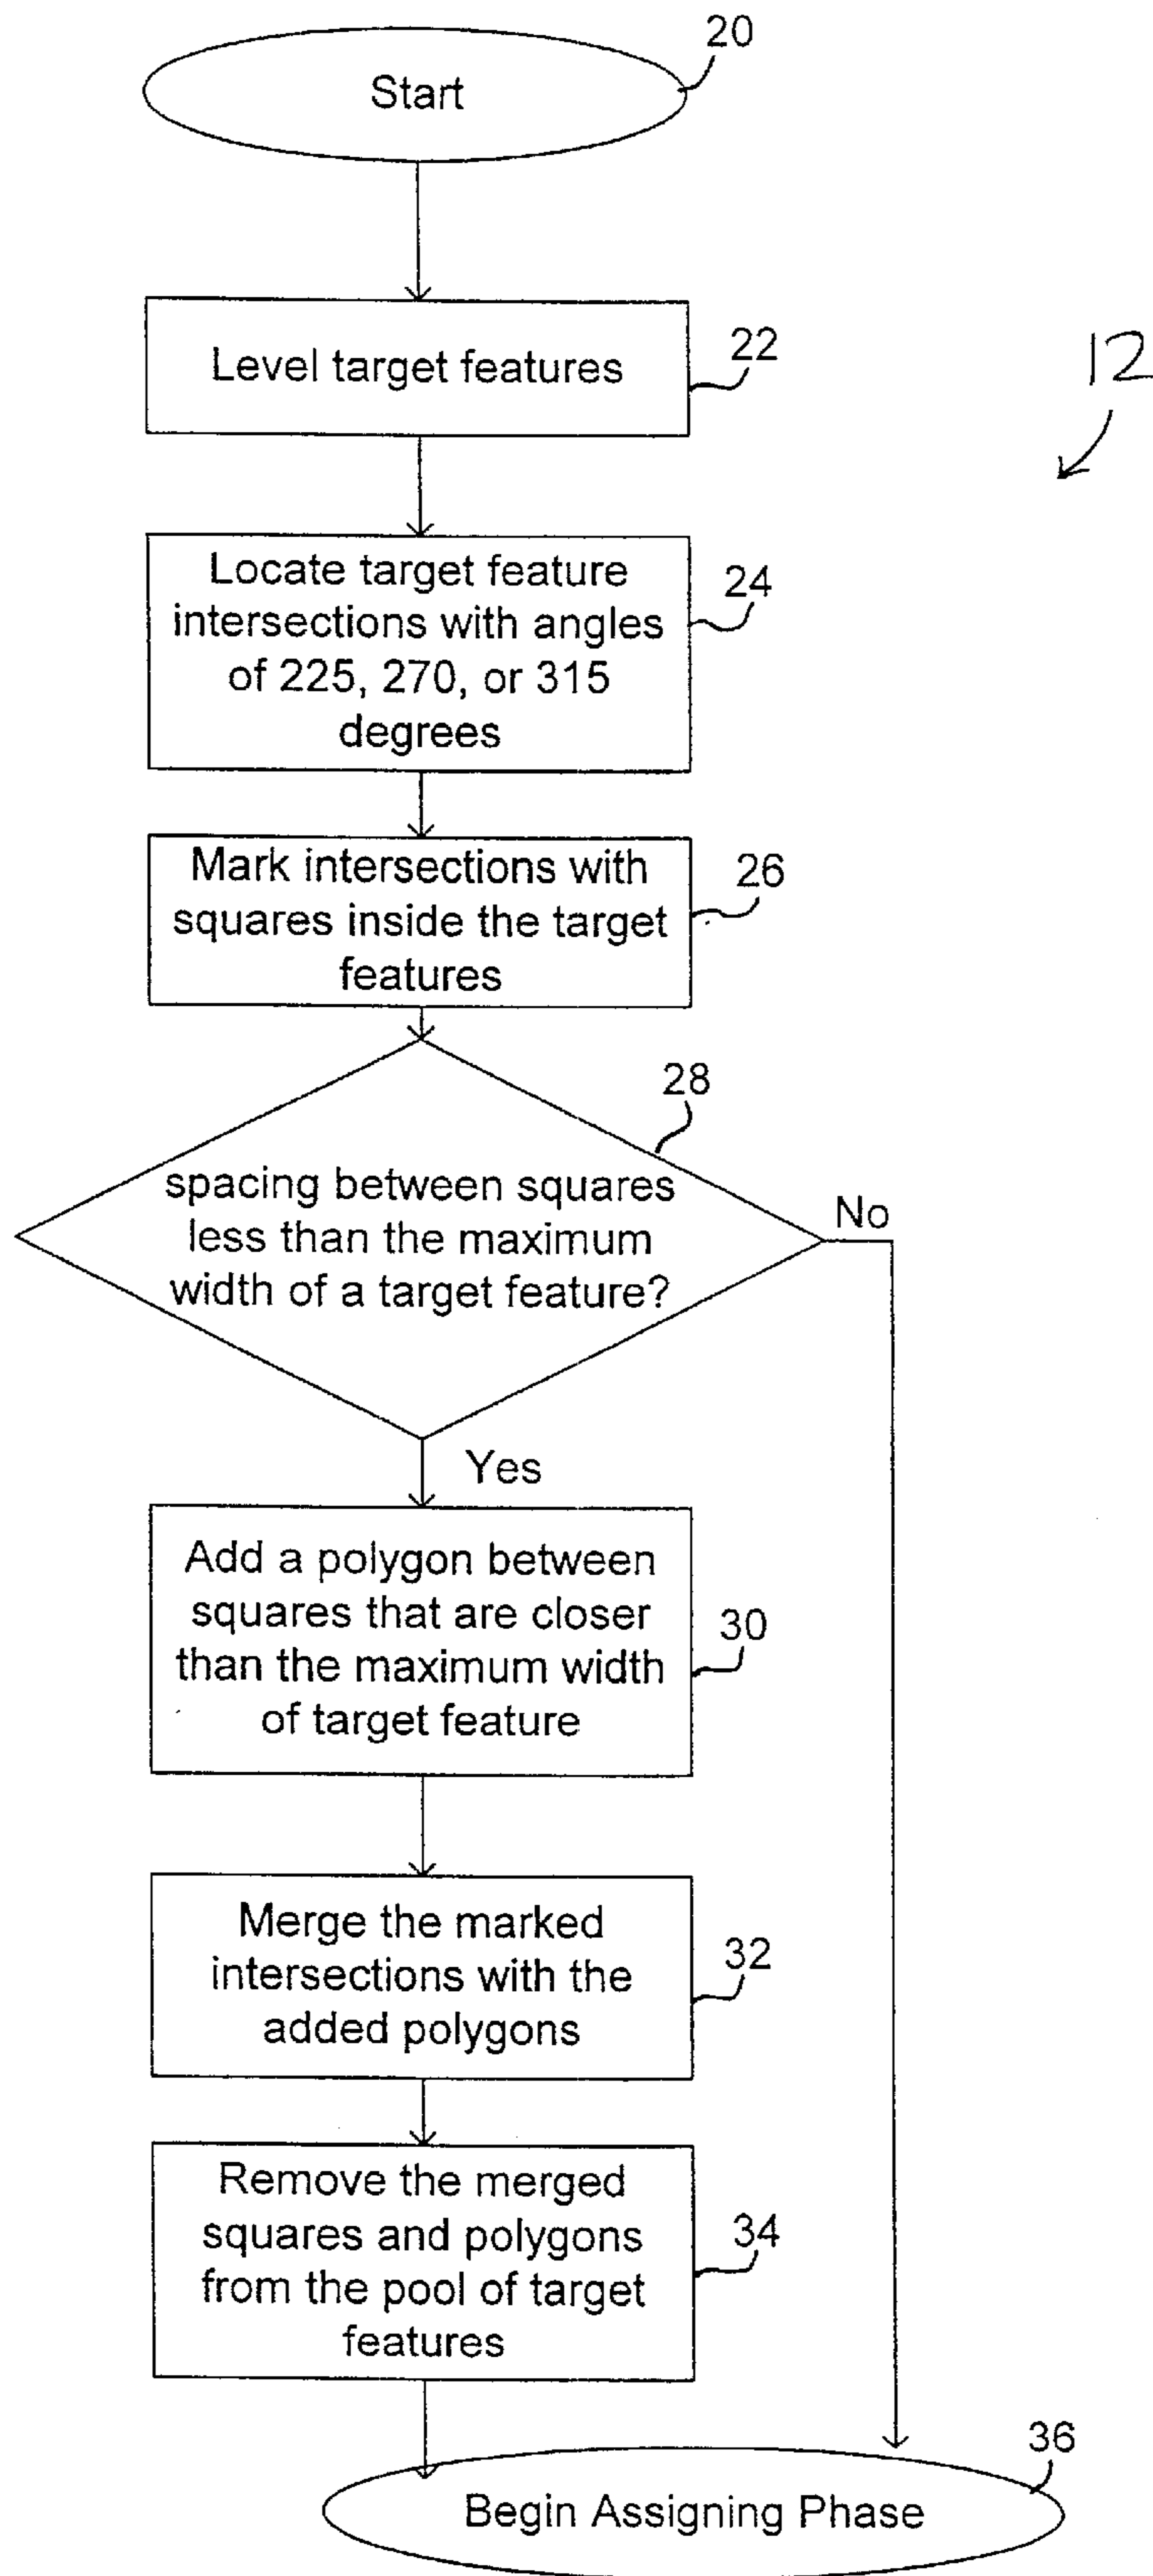 20
Start
22
Level target features
12
24
Locate target feature
intersections with angles
of 225, 270, or 315
degrees
26
Mark intersections with
squares inside the target
features
28
spacing between squares
less than the maximum
width of a target feature?
No
Yes
Add a polygon between
squares that are closer
than the maximum width
of target feature
30
Merge the marked
intersections with the
added polygons
32
Remove the merged
squares and polygons
from the pool of target
features
34
36
Begin Assigning Phase